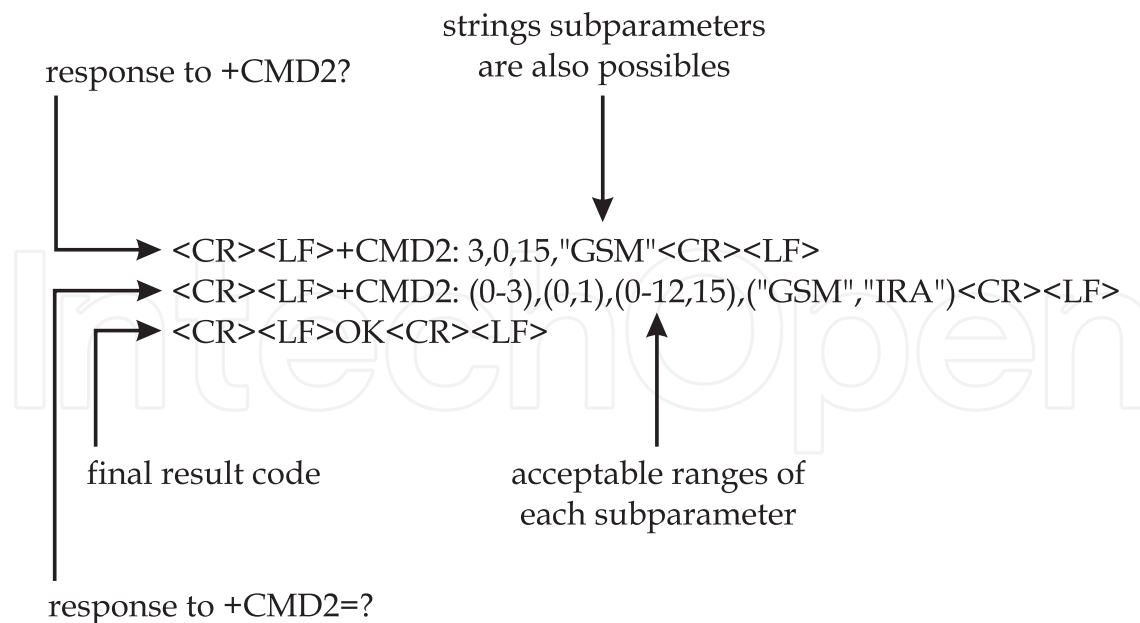 strings subparameters
are also possibles
response to +CMD2?
<CR><LF>+CMD2: 3,0,15,"GSM"<CR><LF>
<CR><LF>+CMD2: (0-3),(0,1),(0-12,15),("GSM","IRA")<CR><LF>
<CR><LF>OK<CR><LF>
IntechOpen
final result code
acceptable ranges of
each subparameter
response to +CMD2=?